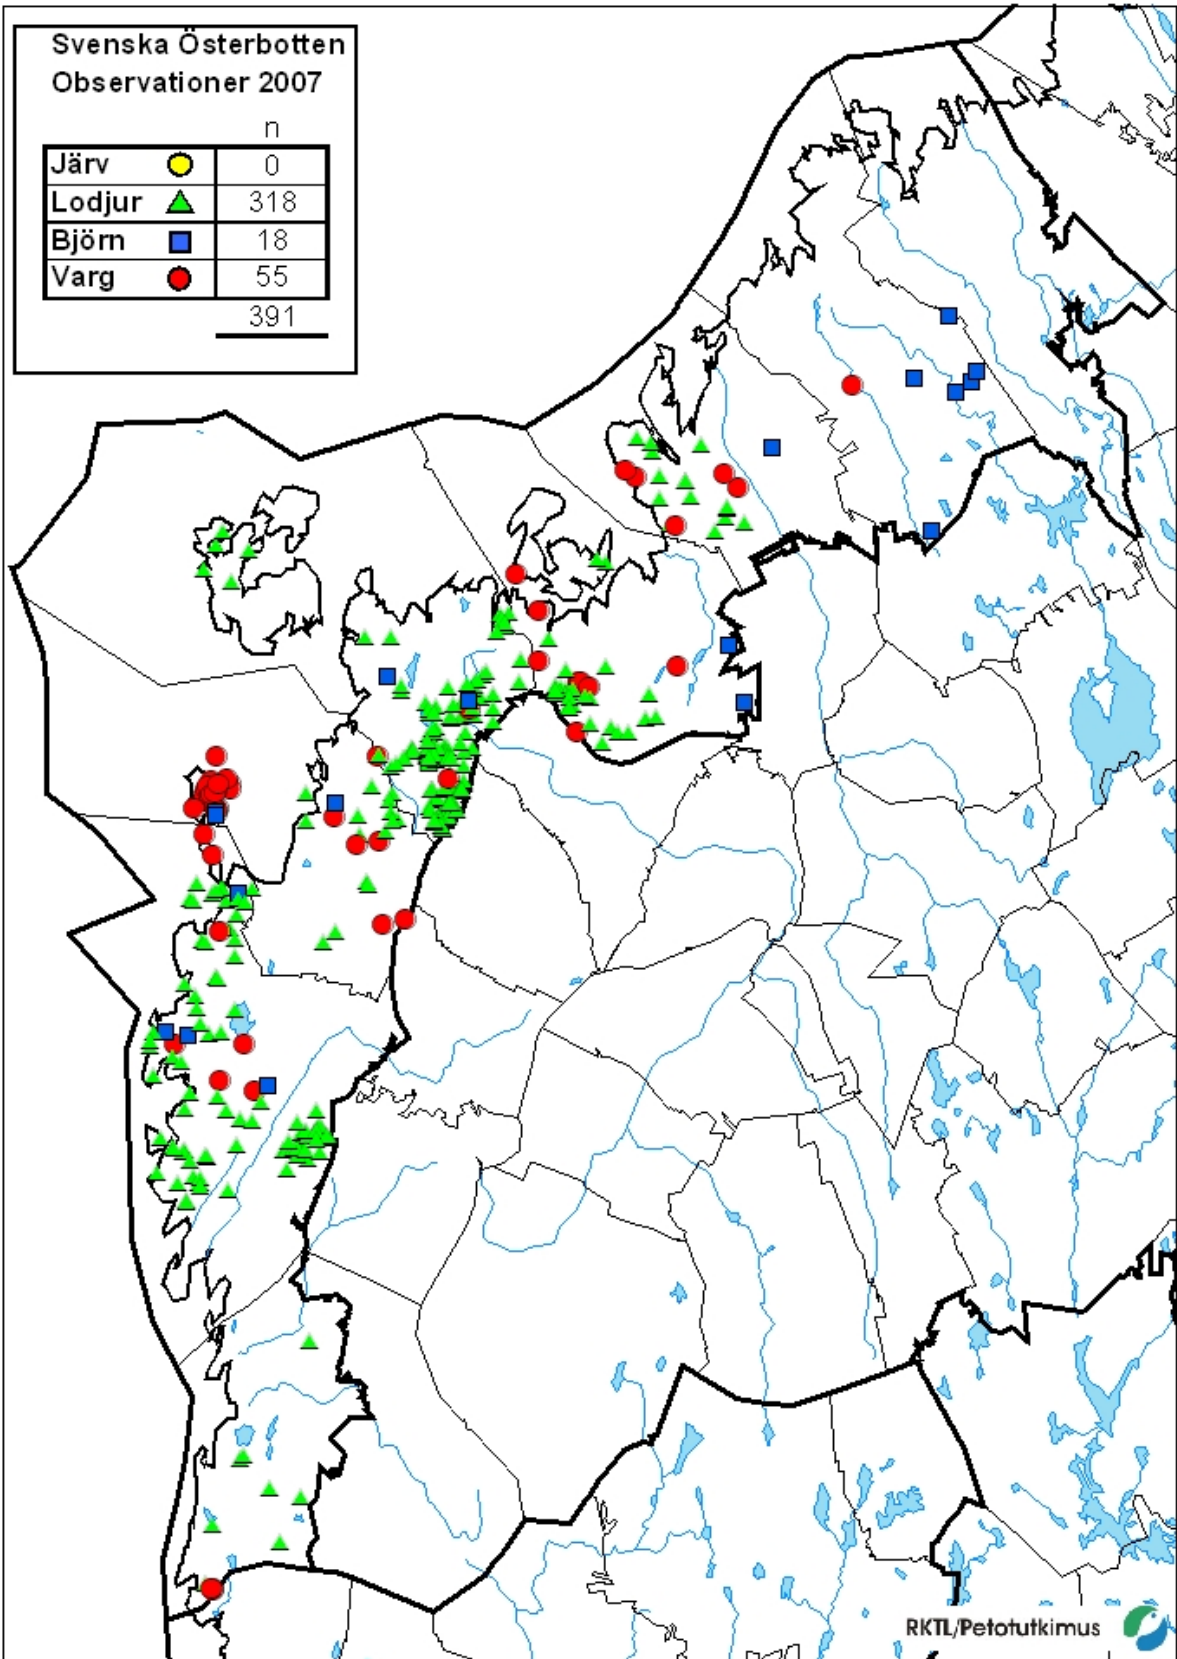 Svenska Österbotten
Observationer 2007
n
Järv 0
Lodjur 318
Björn 18
Varg 55
391
RKTL/Petotutkimus